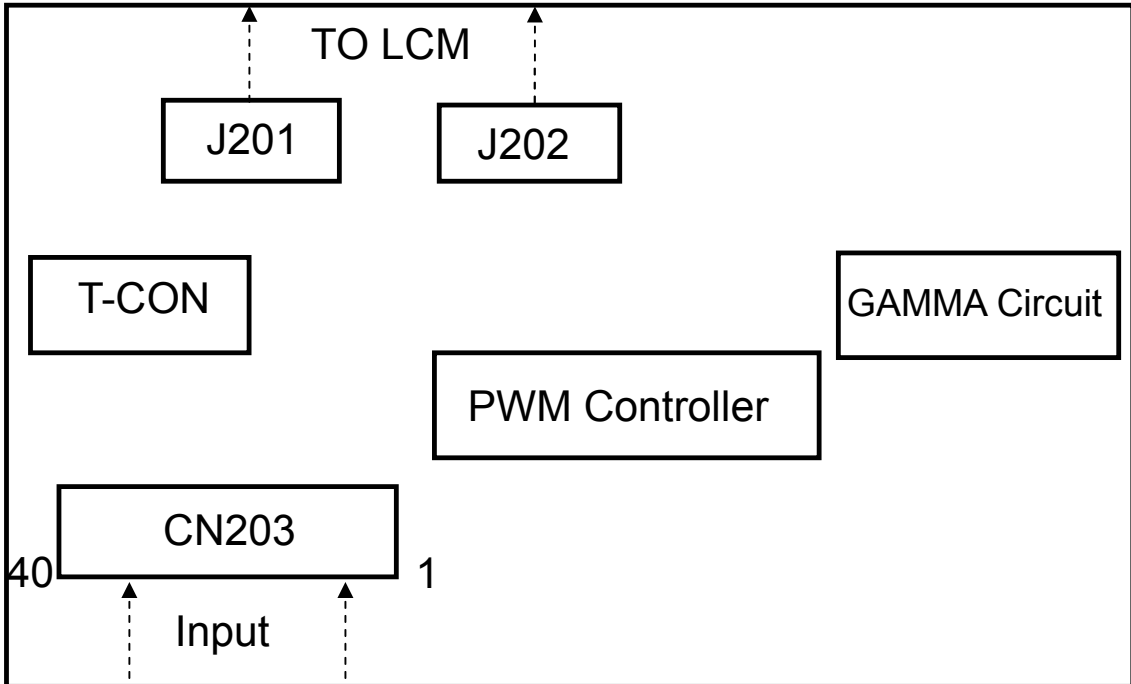 TO LCM
J201
J202
T-CON
GAMMA Circuit
PWM Controller
CN203
40
1
Input